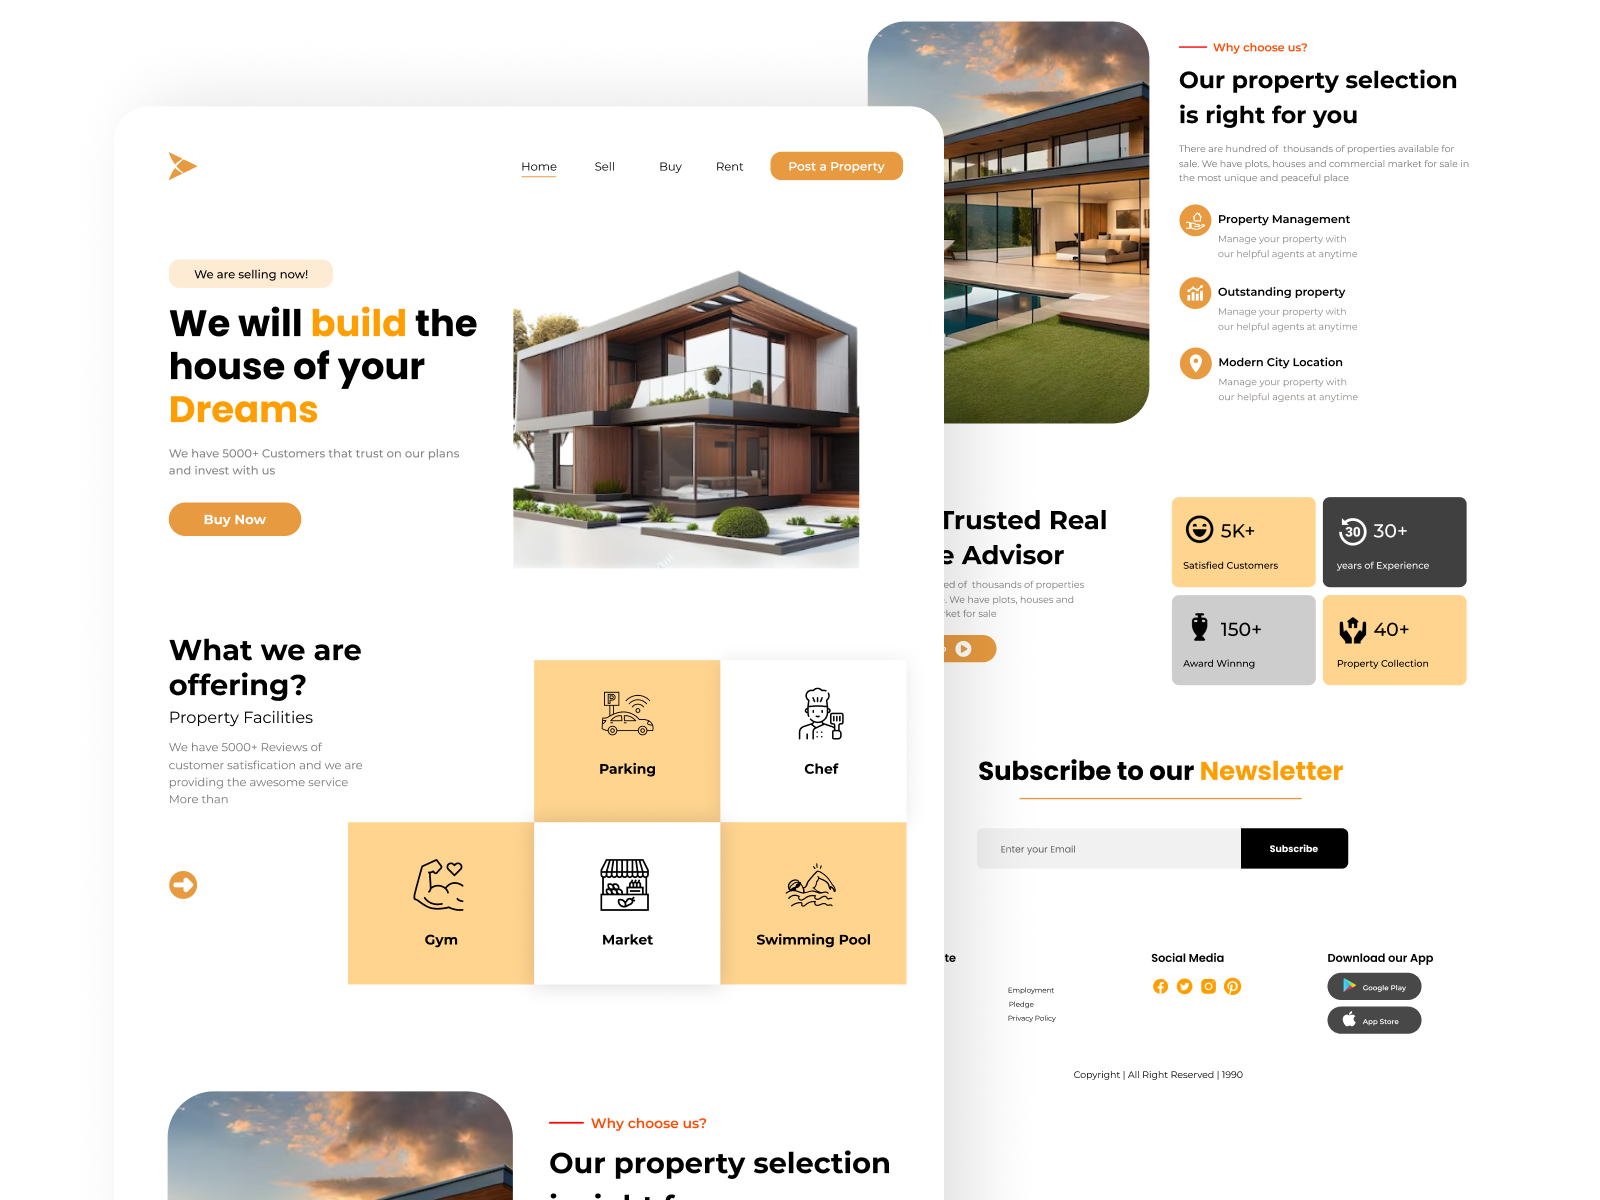 Home
Sell
Buy
Rent
Post a Property
We are selling now!
We will build the
house of your
Dreams
We have 5000+ Customers that trust on our plans
and invest with us
Buy Now
What we are
offering?
Property Facilities
We have 5000+ Reviews of
customer satisfication and we are
providing the awesome service
More than
P
Parking
Chef
Gym
Market
Swimming Pool
Why choose us?
Our property selection
Why choose us?
Our property selection
is right for you
There are hundred of thousands of properties available for
sale. We have plots, houses and commercial market for sale in
the most unique and peaceful place
Property Management
Manage your property with
our helpful agents at anytime
Outstanding property
Manage your property with
our helpful agents at anytime
Modern City Location
Manage your property with
our helpful agents at anytime
Trusted Real
e Advisor
ed of thousands of properties
. We have plots, houses and
rket for sale
5K+
Satisfied Customers
30
30+
years of Experience
150+
Award Winnng
40+
Property Collection
Subscribe to our Newsletter
Enter your Email
Subscribe
te
Employment
Pledge
Privacy Policy
Social Media
Download our App
Google Play
App Store
Copyright | All Right Reserved | 1990